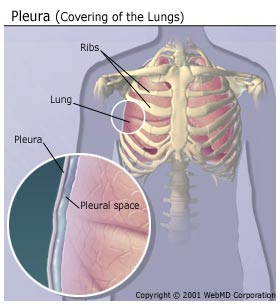 Pleura (Covering of the Lungs)
Ribs
Lung
Pleura
Pleural space
Copyright © 2001 WebMD Corporation